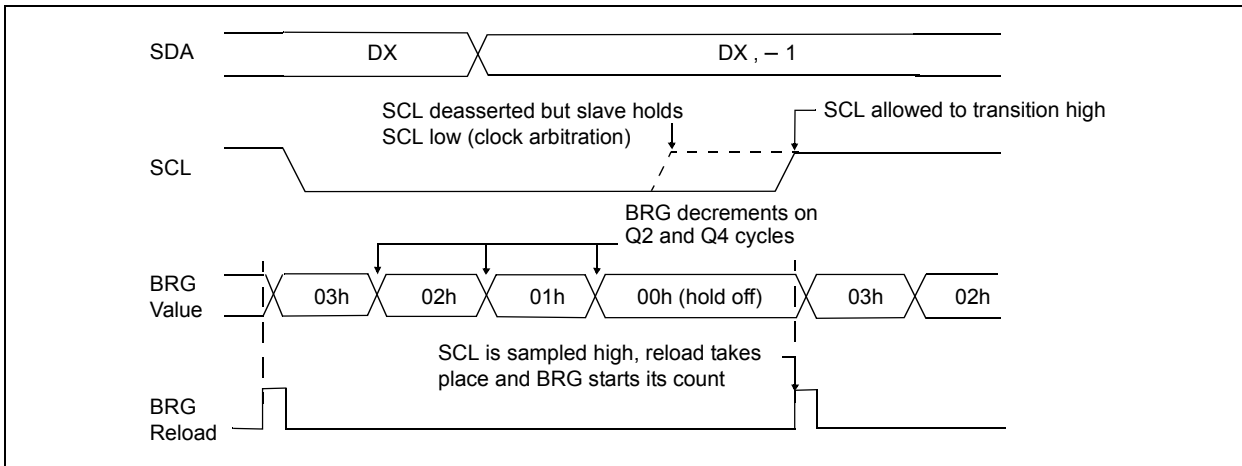 SDA
DX
DX , – 1
SCL deasserted but slave holds
SCL low (clock arbitration)
SCL allowed to transition high
SCL
BRG decrements on
Q2 and Q4 cycles
BRG
Value
03h
02h
01h
00h (hold off)
03h
02h
SCL is sampled high, reload takes
place and BRG starts its count
BRG
Reload